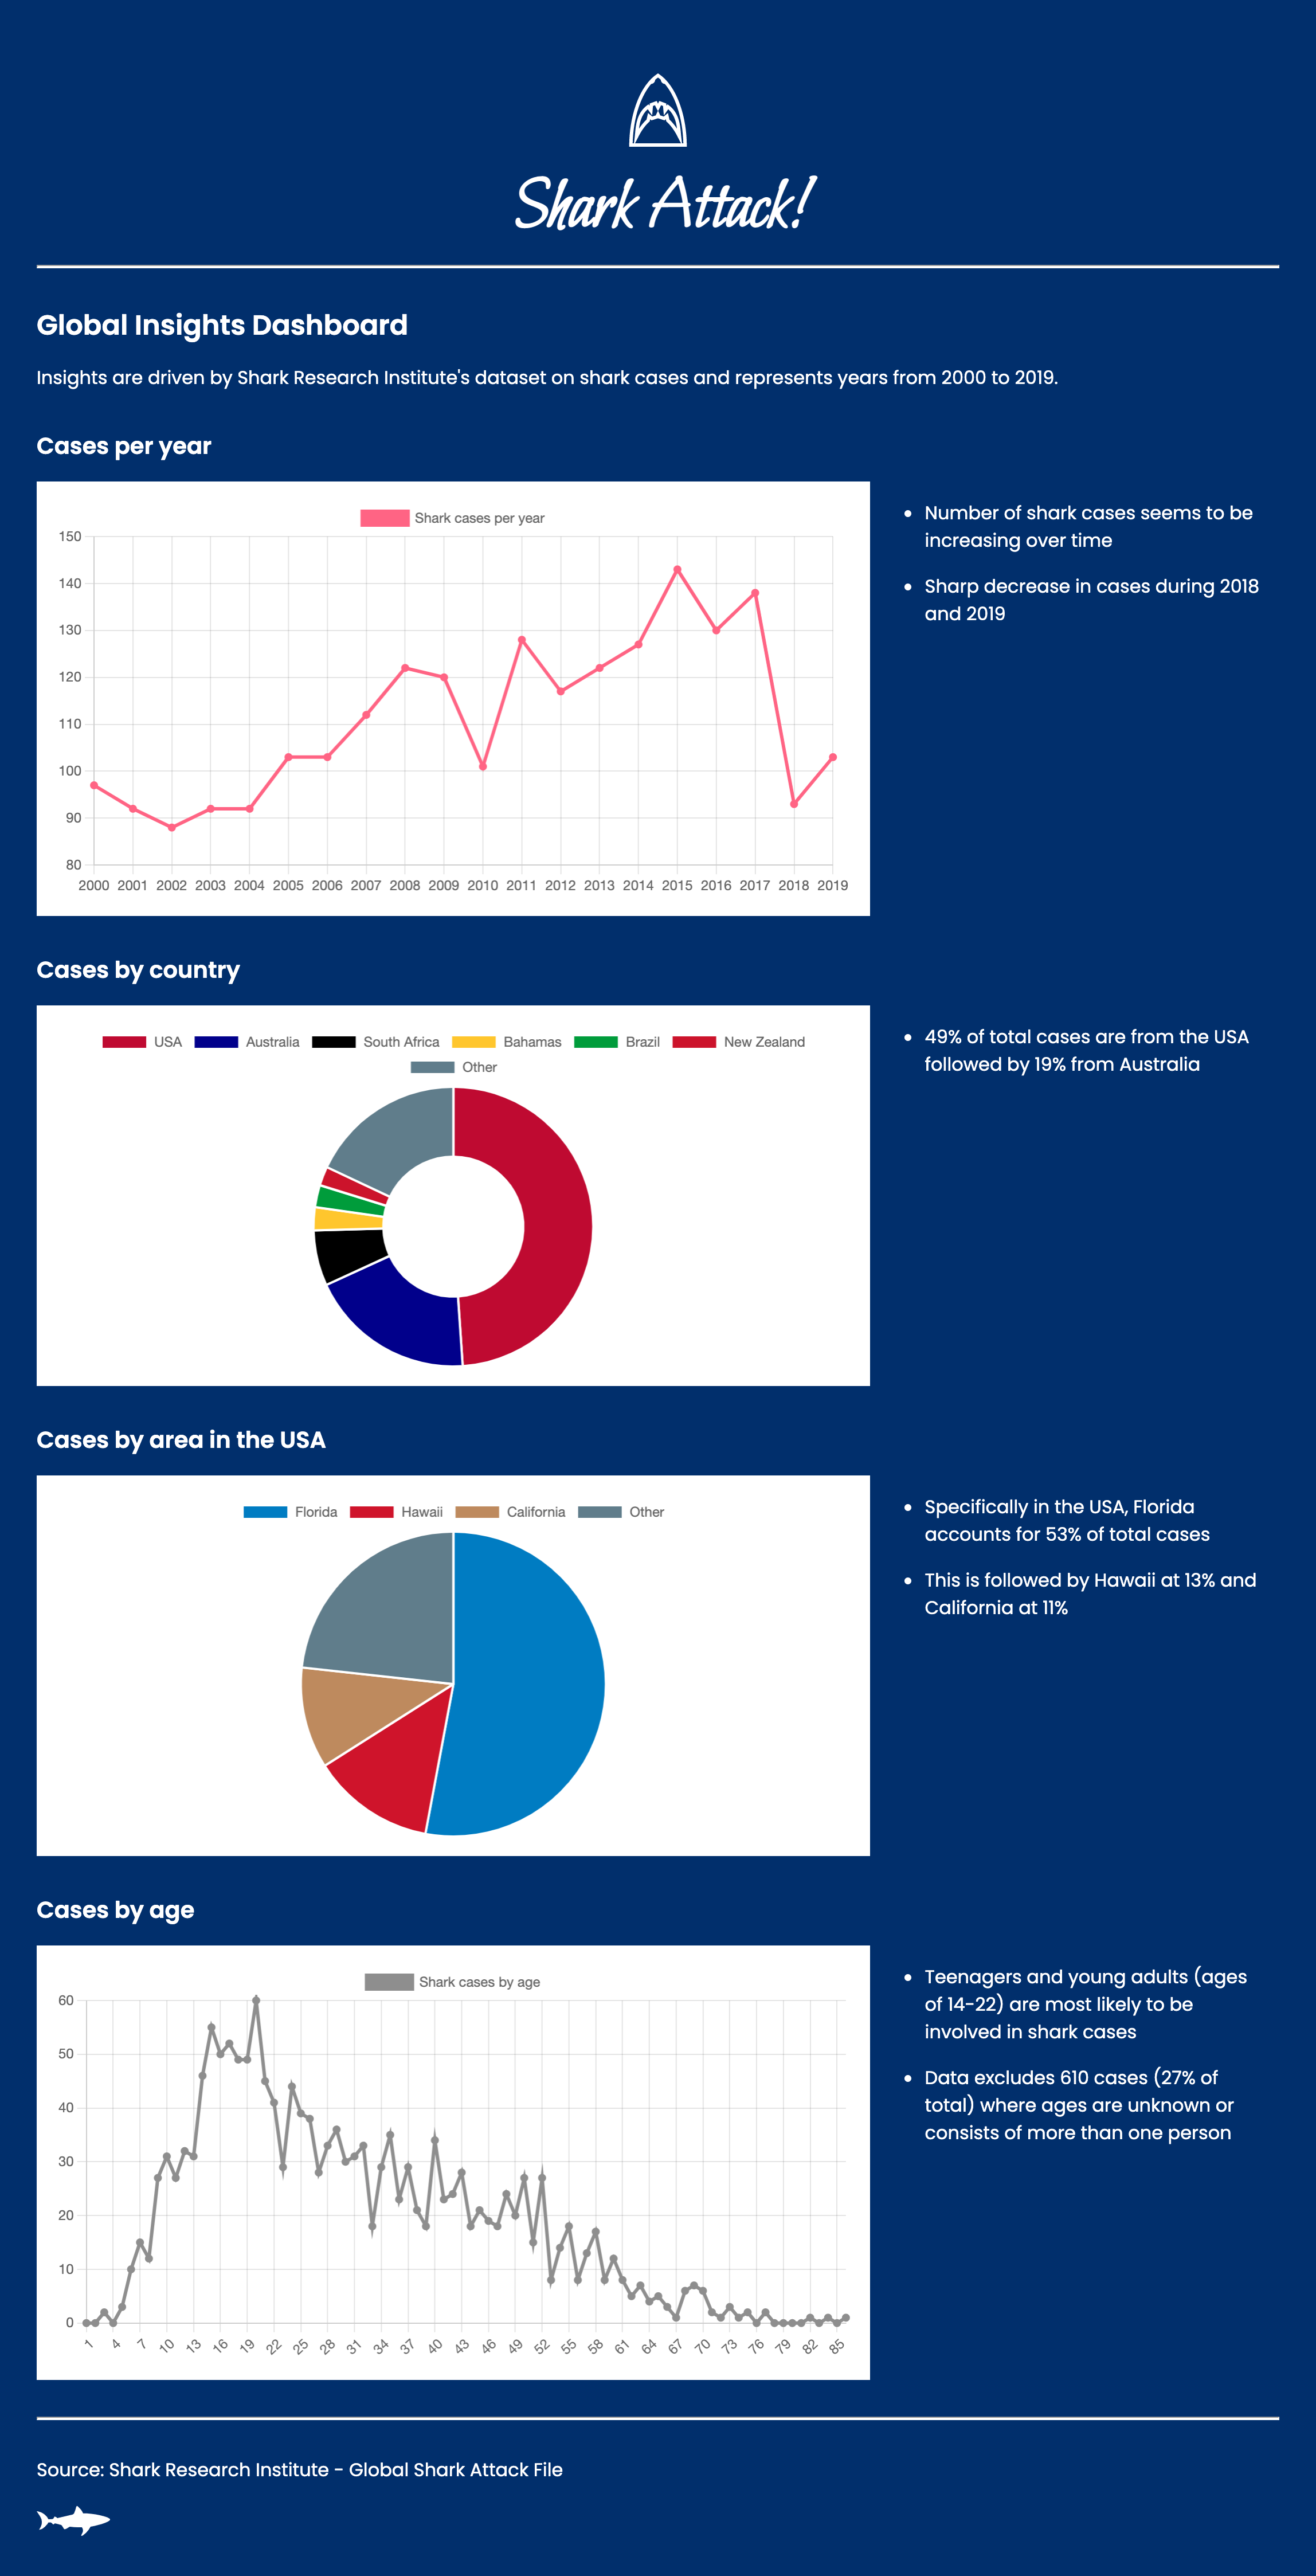 Shark Attack!
Global Insights Dashboard
Insights are driven by Shark Research Institute's dataset on shark cases and represents years from 2000 to 2019.
Cases per year
Shark cases per year
150
140
130
120
110
100
90
80
2000 2001 2002 2003 2004 2005 2006 2007 2008 2009 2010 2011 2012 2013 2014 2015 2016 2017 2018 2019
Number of shark cases seems to be
increasing over time
Sharp decrease in cases during 2018
and 2019
Cases by country
USA Australia South Africa Bahamas Brazil New Zealand
Other
49% of total cases are from the USA
followed by 19% from Australia
Cases by area in the USA
Florida Hawaii California Other
Specifically in the USA, Florida
accounts for 53% of total cases
This is followed by Hawaii at 13% and
California at 11%
Cases by age
Shark cases by age
60
50
40
30
20
10
0
1 4 7 10 13 16 19 22 25 28 31 34 37 40 43 46 49 52 55 58 61 64 67 70 73 76 79 82 85
Teenagers and young adults (ages
of 14-22) are most likely to be
involved in shark cases
Data excludes 610 cases (27% of
total) where ages are unknown or
consists of more than one person
Source: Shark Research Institute - Global Shark Attack File